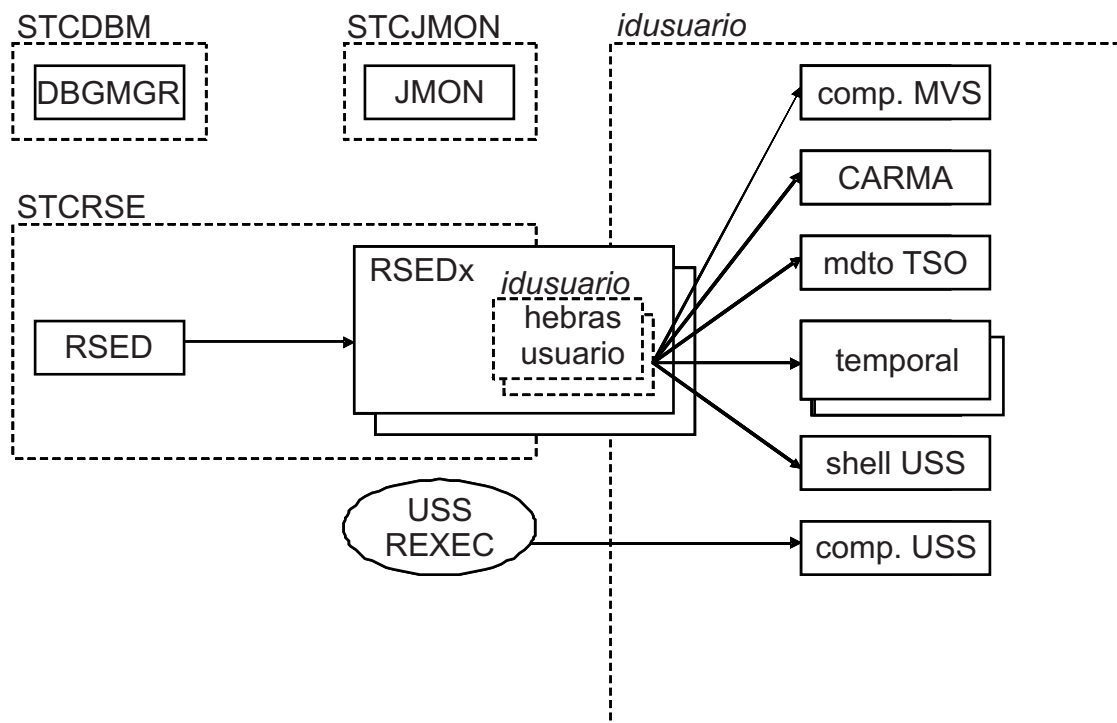 STCDBM
STCJMON
idusuario
DBGMGR
JMON
comp. MVS
CARMA
STCRSE
mdto TSO
RSEDx
idusuario
hebras
usuario
RSED
temporal
shell USS
USS
REXEC
comp. USS